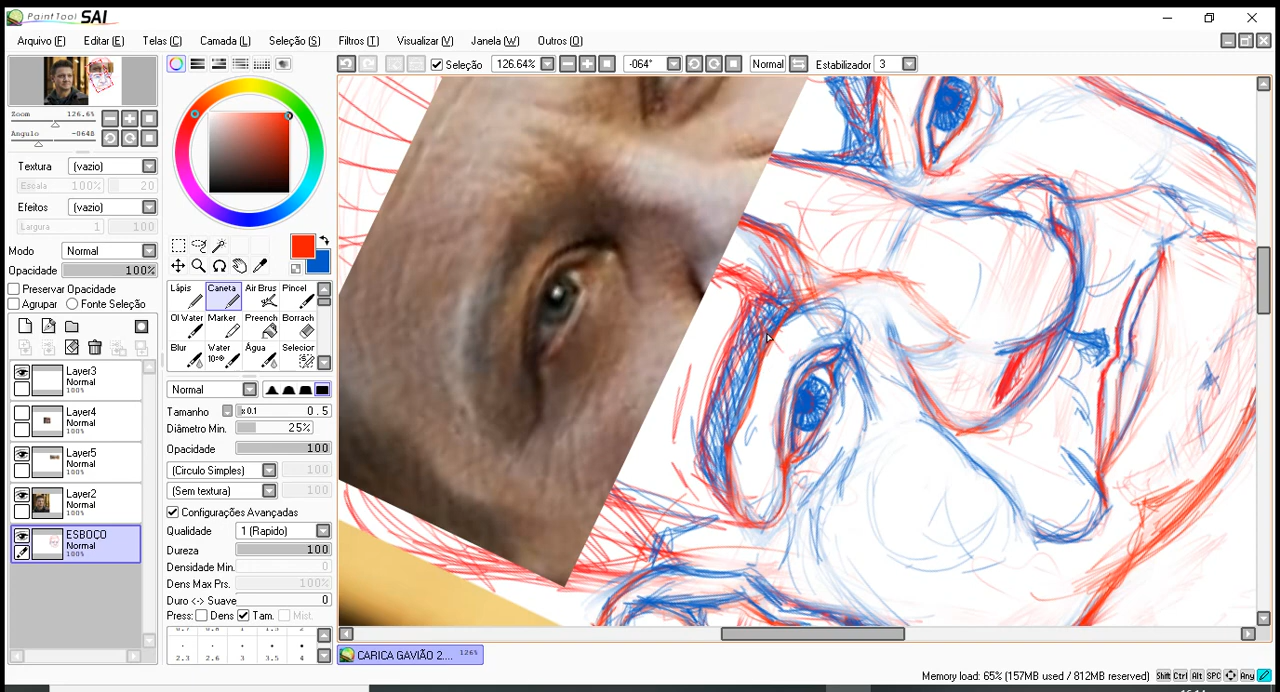 PaintTool SAI
Arquivo (F) Editar (E) Telas (C) Camada (L) Seleção (S) Filtros (T) Visualizar (V) Janela (W) Outros (O)
Seleção 126.64% -064° Normal Estabilizador 3
Zoom 126.6%
Angulo -064θ
Textura (vazio)
Escala 100% 20
Efeitos (vazio)
Largura 1 100
Modo Normal
Opacidade 100%
Preservar Opacidade
Agrupar Fonte Seleção
Layer3
Normal
100%
Layer4
Normal
100%
Layer5
Normal
100%
Layer2
Normal
100%
ESBOÇO
Normal
100%
Lápis Caneta Air Brus Pincel
Ol Water Marker Preench Borrach
Blur Water 10 Água Selecior
Normal
Tamanho x 0.1 0.5
Diâmetro Min. 25%
Opacidade 100
(Circulo Simples) 100
(Sem textura) 100
Configurações Avançadas
Qualidade 1 (Rapido)
Dureza 100
Densidade Min. 0
Dens Max Prs. 100%
Duro <-> Suave 0
Press: Dens Tam. Mist.
2.3 2.6 3 3.5 4
CARICA GAVIÃO 2.... 126%
Memory load: 65% (157MB used / 812MB reserved) Shift Ctrl Alt SPC Any